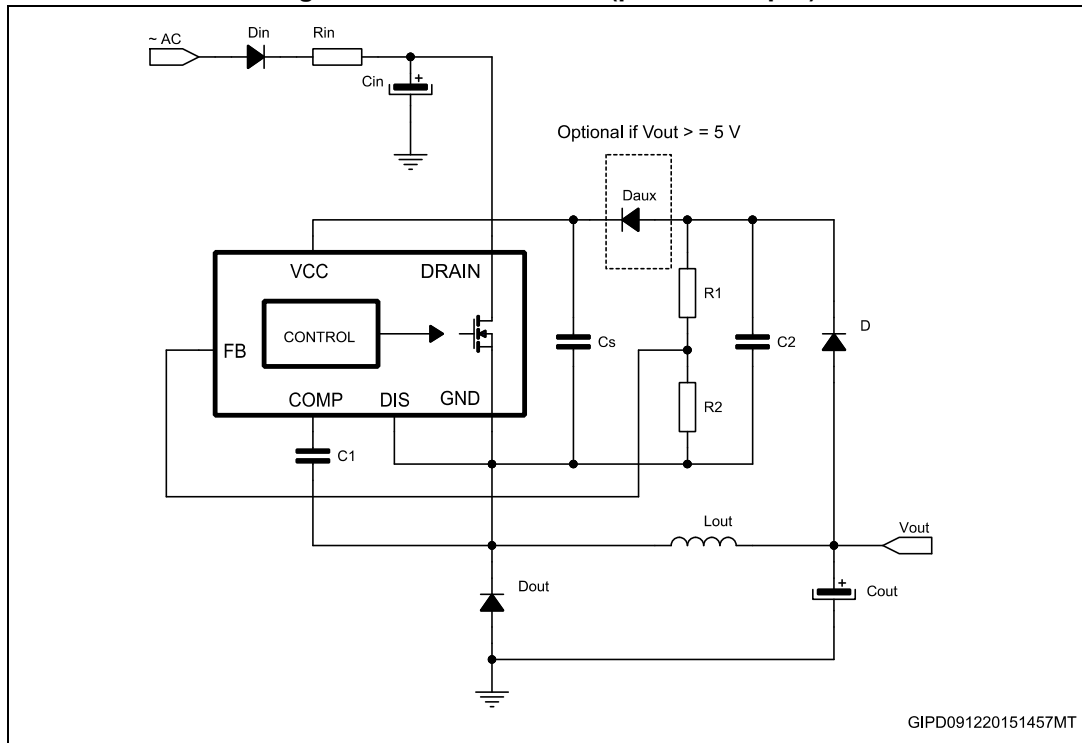 ~ AC
Din
Rin
Cin
+
Optional if Vout > = 5 V
Daux
VCC
DRAIN
R1
D
CONTROL
FB
Cs
C2
COMP
DIS
GND
R2
C1
Lout
Vout
Dout
+
Cout
GIPD091220151457MT